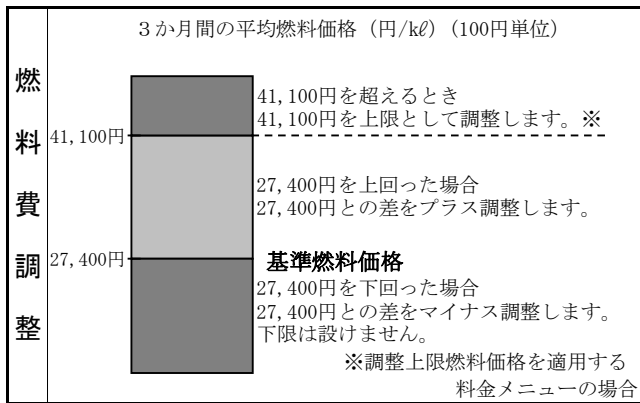 3か月間の平均燃料価格（円/kℓ）（100円単位）
燃料費調整
41,100円を超えるとき
41,100円を上限として調整します。※
41,100円
27,400円を上回った場合
27,400円との差をプラス調整します。
27,400円
基準燃料価格
27,400円を下回った場合
27,400円との差をマイナス調整します。
下限は設けません。
※調整上限燃料価格を適用する
料金メニューの場合